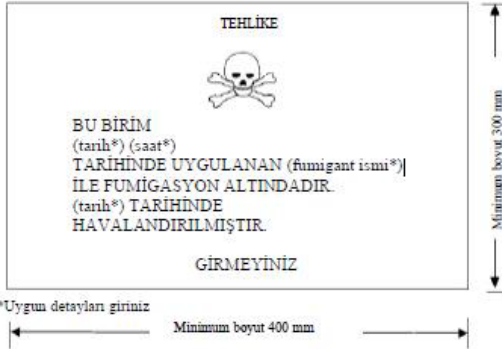 TEHLİKE
BU BİRİM
(tarih*) (saat*)
TARİHİNDE UYGULANAN (fumigant ismi*)
İLE FUMİGASYON ALTINDADIR.
(tarih*) TARİHİNDE
HAVALANDIRILMIŞTIR.
GİRMEYİNİZ
Minimum boyut 300 mm
*Uygun detayları giriniz
Minimum boyut 400 mm